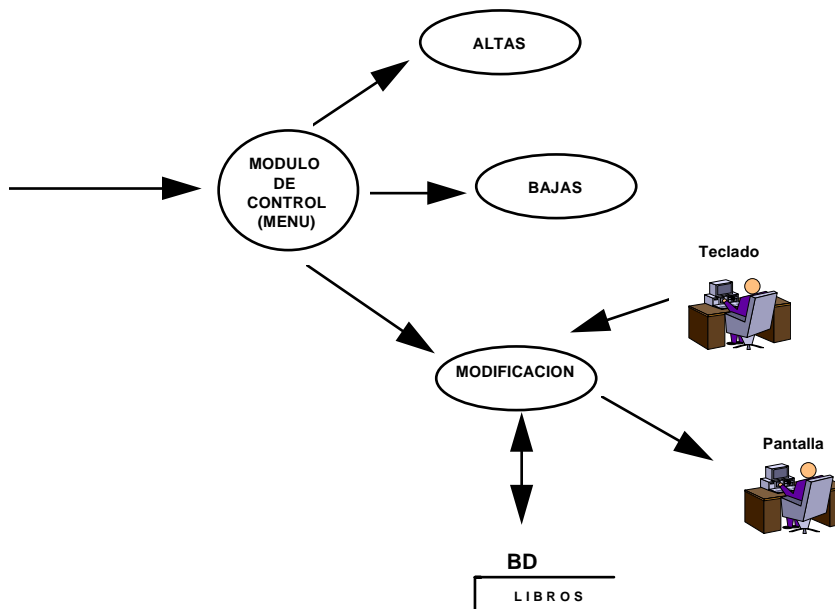 ALTAS
MODULO
DE
CONTROL
(MENU)
BAJAS
Teclado
MODIFICACION
Pantalla
BD
LIBROS